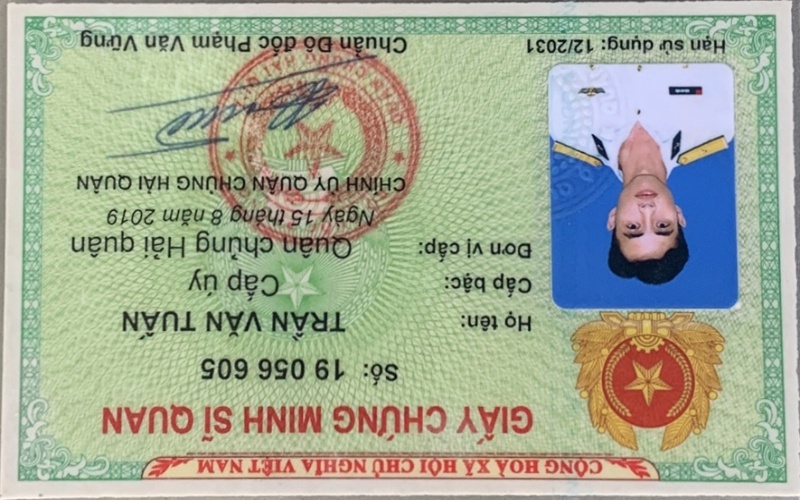 CỘNG HOÀ XÃ HỘI CHỦ NGHĨA VIỆT NAM
GIẤY CHỨNG MINH SĨ QUAN
Số: 19 056 605
Họ tên: TRẦN VĂN TUẤN
Cấp bậc: Cấp úy
Đơn vị cấp: Quân chủng Hải quân
Ngày 15 tháng 8 năm 2019
CHÍNH ỦY QUÂN CHỦNG HẢI QUÂN
Chuẩn Đô đốc Phạm Văn Vững
Hạn sử dụng: 12/2031